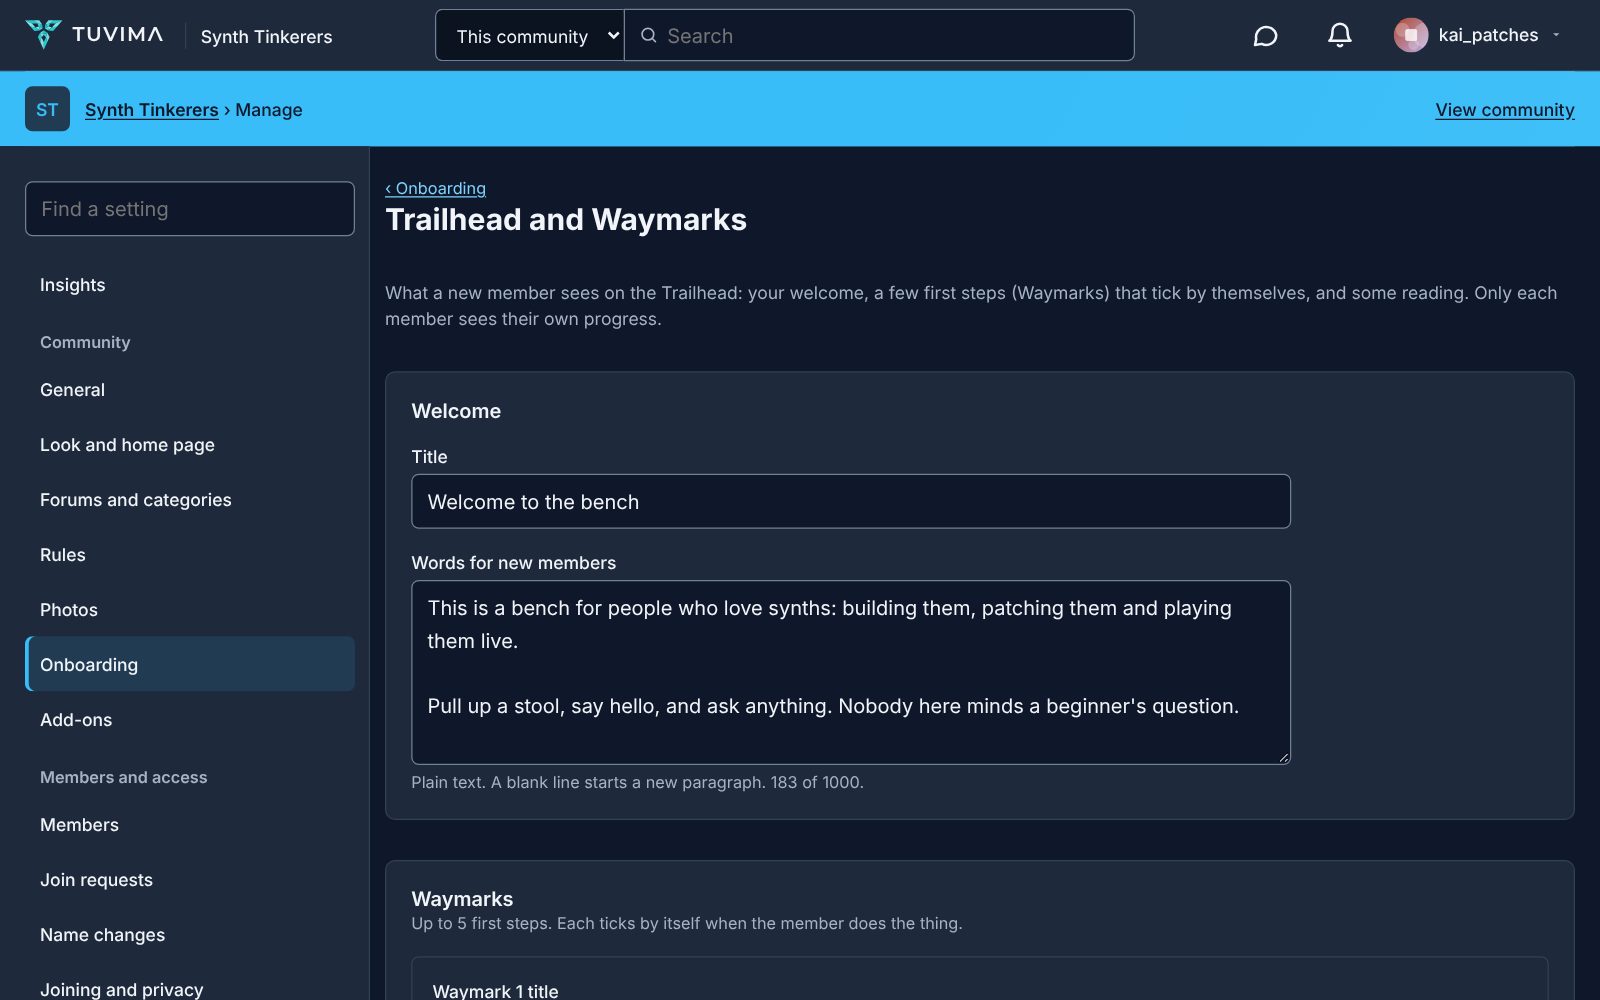 TUVIMA
Synth Tinkerers
This community
Search
kai_patches
ST
Synth Tinkerers › Manage
View community
Find a setting
Insights
Community
General
Look and home page
Forums and categories
Rules
Photos
Onboarding
Add-ons
Members and access
Members
Join requests
Name changes
Joining and privacy
‹ Onboarding
Trailhead and Waymarks
What a new member sees on the Trailhead: your welcome, a few first steps (Waymarks) that tick by themselves, and some reading. Only each
member sees their own progress.
Welcome
Title
Welcome to the bench
Words for new members
This is a bench for people who love synths: building them, patching them and playing
them live.
Pull up a stool, say hello, and ask anything. Nobody here minds a beginner's question.
Plain text. A blank line starts a new paragraph. 183 of 1000.
Waymarks
Up to 5 first steps. Each ticks by itself when the member does the thing.
Waymark 1 title